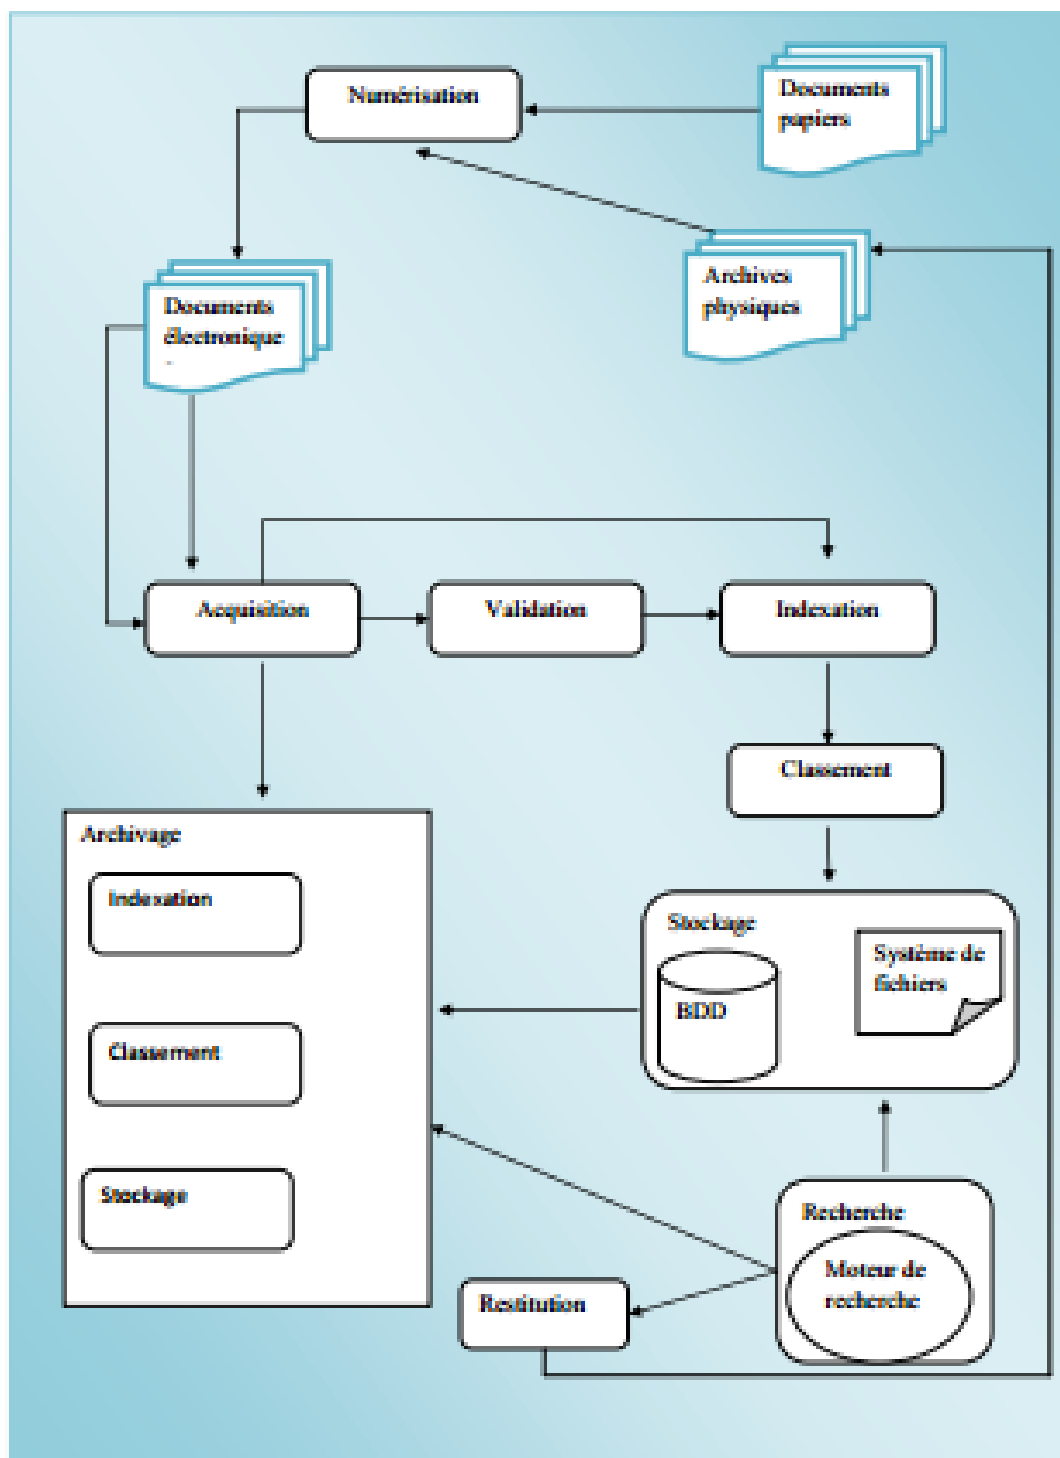 Numérisation
Documents
papiers
Archives
physiques
Documents
électronique
Acquisition
Validation
Indexation
Classement
Archivage
Indexation
Classement
Stockage
Stockage
BDD
Système de
fichiers
Recherche
Moteur de
recherche
Restitution